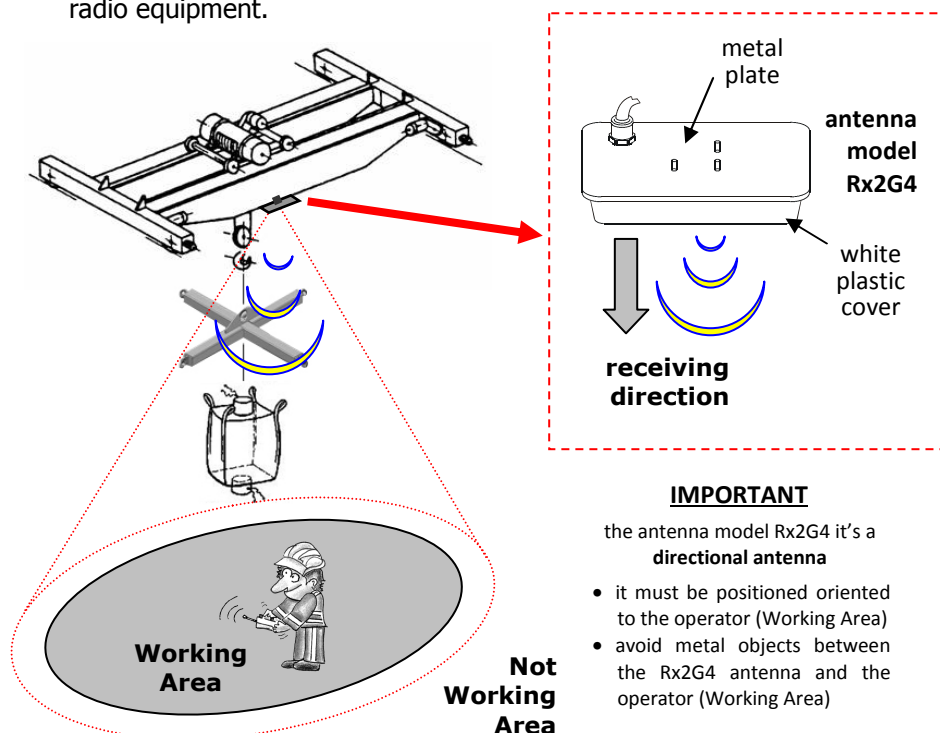 radio equipment.
metal
plate
antenna
model
Rx2G4
white
plastic
cover
receiving
direction
IMPORTANT
the antenna model Rx2G4 it's a
directional antenna
• it must be positioned oriented
to the operator (Working Area)
• avoid metal objects between
the Rx2G4 antenna and the
operator (Working Area)
Working
Area
Not
Working
Area